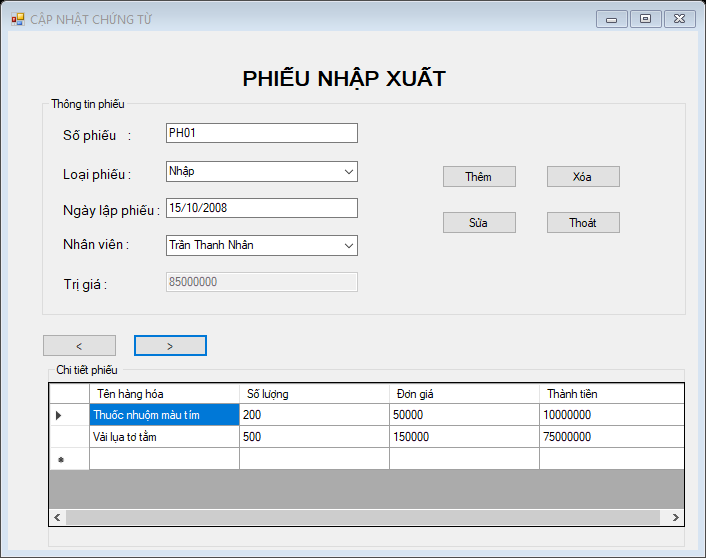 CẬP NHẬT CHỨNG TỪ
PHIẾU NHẬP XUẤT
Thông tin phiếu
Số phiếu : PH01
Loại phiếu : Nhập
Thêm Xóa
Ngày lập phiếu : 15/10/2008
Sửa Thoát
Nhân viên : Trần Thanh Nhân
Trị giá : 85000000
< >
Chi tiết phiếu
Tên hàng hóa Số lượng Đơn giá Thành tiền
Thuốc nhuộm màu tím 200 50000 10000000
Vải lụa tơ tằm 500 150000 75000000